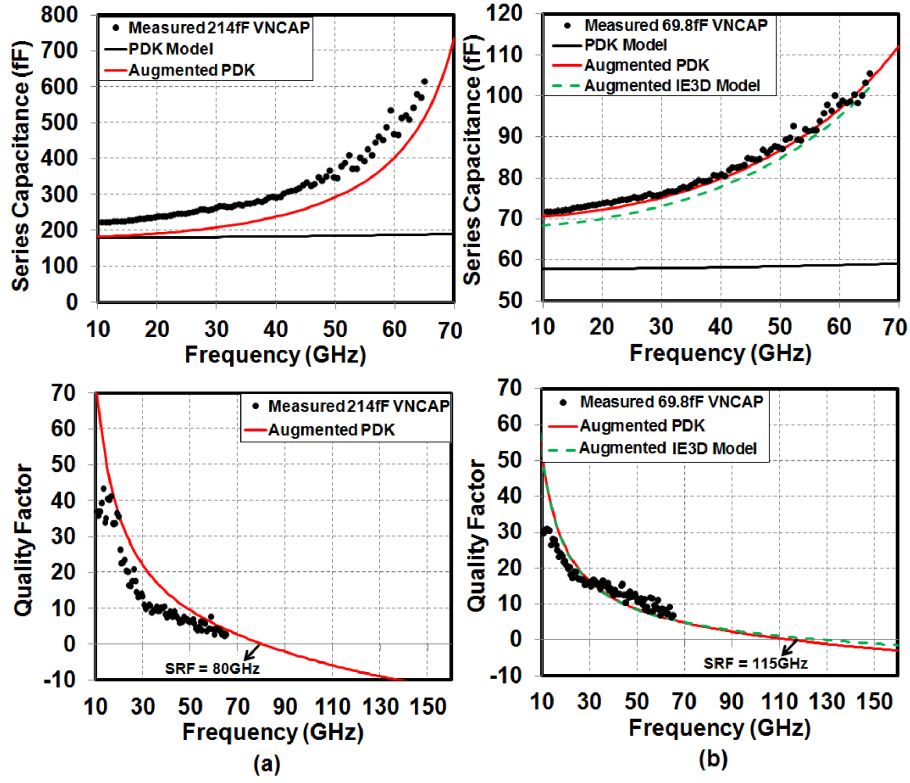 Series Capacitance (fF)
800
700
600
500
400
300
200
100
0
Measured 214fF VNCAP
PDK Model
Augmented PDK
10 20 30 40 50 60 70
Frequency (GHz)
Series Capacitance (fF)
120
110
100
90
80
70
60
50
Measured 69.8fF VNCAP
PDK Model
Augmented PDK
Augmented IE3D Model
10 20 30 40 50 60 70
Frequency (GHz)
Quality Factor
70
60
50
40
30
20
10
0
-10
Measured 214fF VNCAP
Augmented PDK
SRF = 80GHz
10 30 50 70 90 110 130 150
Frequency (GHz)
(a)
Quality Factor
70
60
50
40
30
20
10
0
-10
Measured 69.8fF VNCAP
Augmented PDK
Augmented IE3D Model
SRF = 115GHz
10 30 50 70 90 110 130 150
Frequency (GHz)
(b)